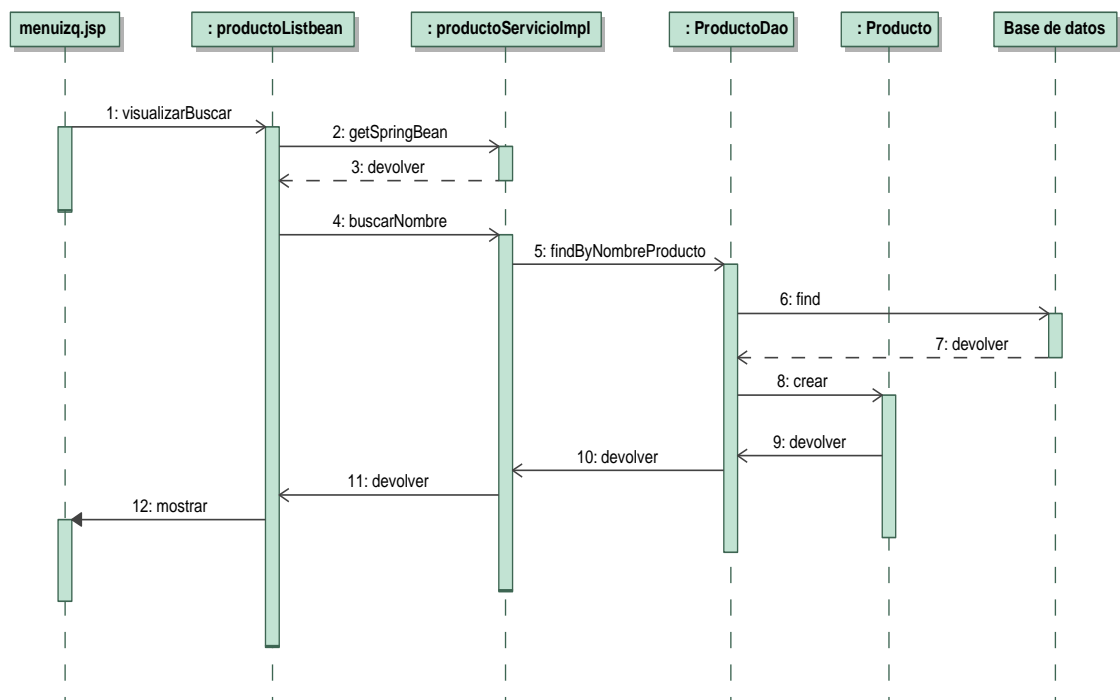 menuizq.jsp
: productoListbean
: productoServicioImpl
: ProductoDao
: Producto
Base de datos
1: visualizarBuscar
2: getSpringBean
3: devolver
4: buscarNombre
5: findByNombreProducto
6: find
7: devolver
8: crear
9: devolver
10: devolver
11: devolver
12: mostrar